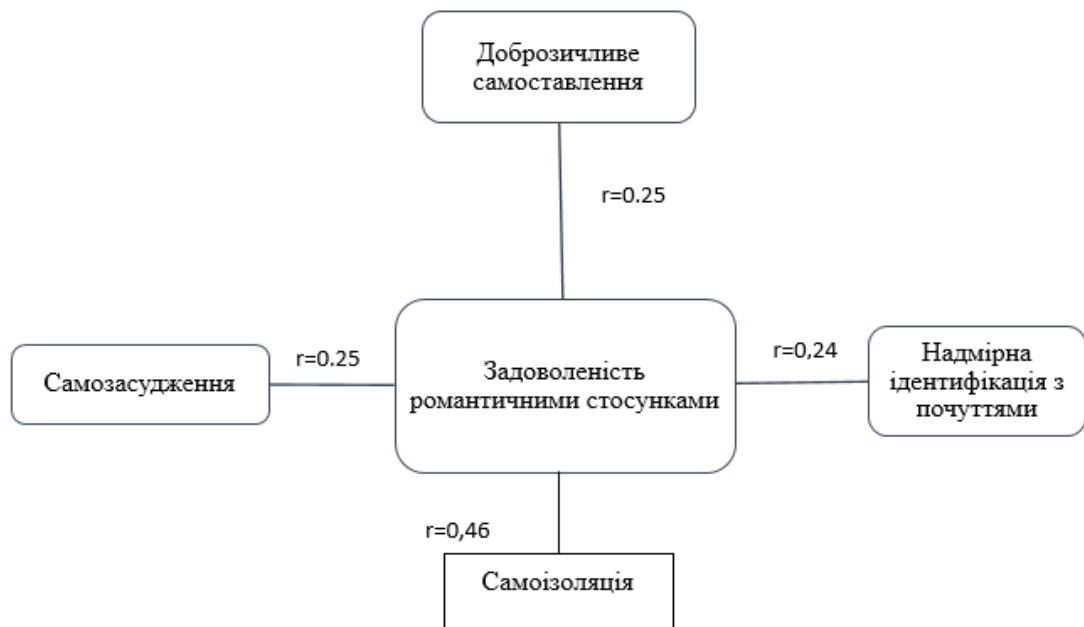 Доброзичливе
самоставлення
r=0.25
r=0.25
r=0,24
Самозасудження
Задоволеність
романтичними стосунками
Надмірна
ідентифікація з
почуттями
r=0,46
Самоізоляція